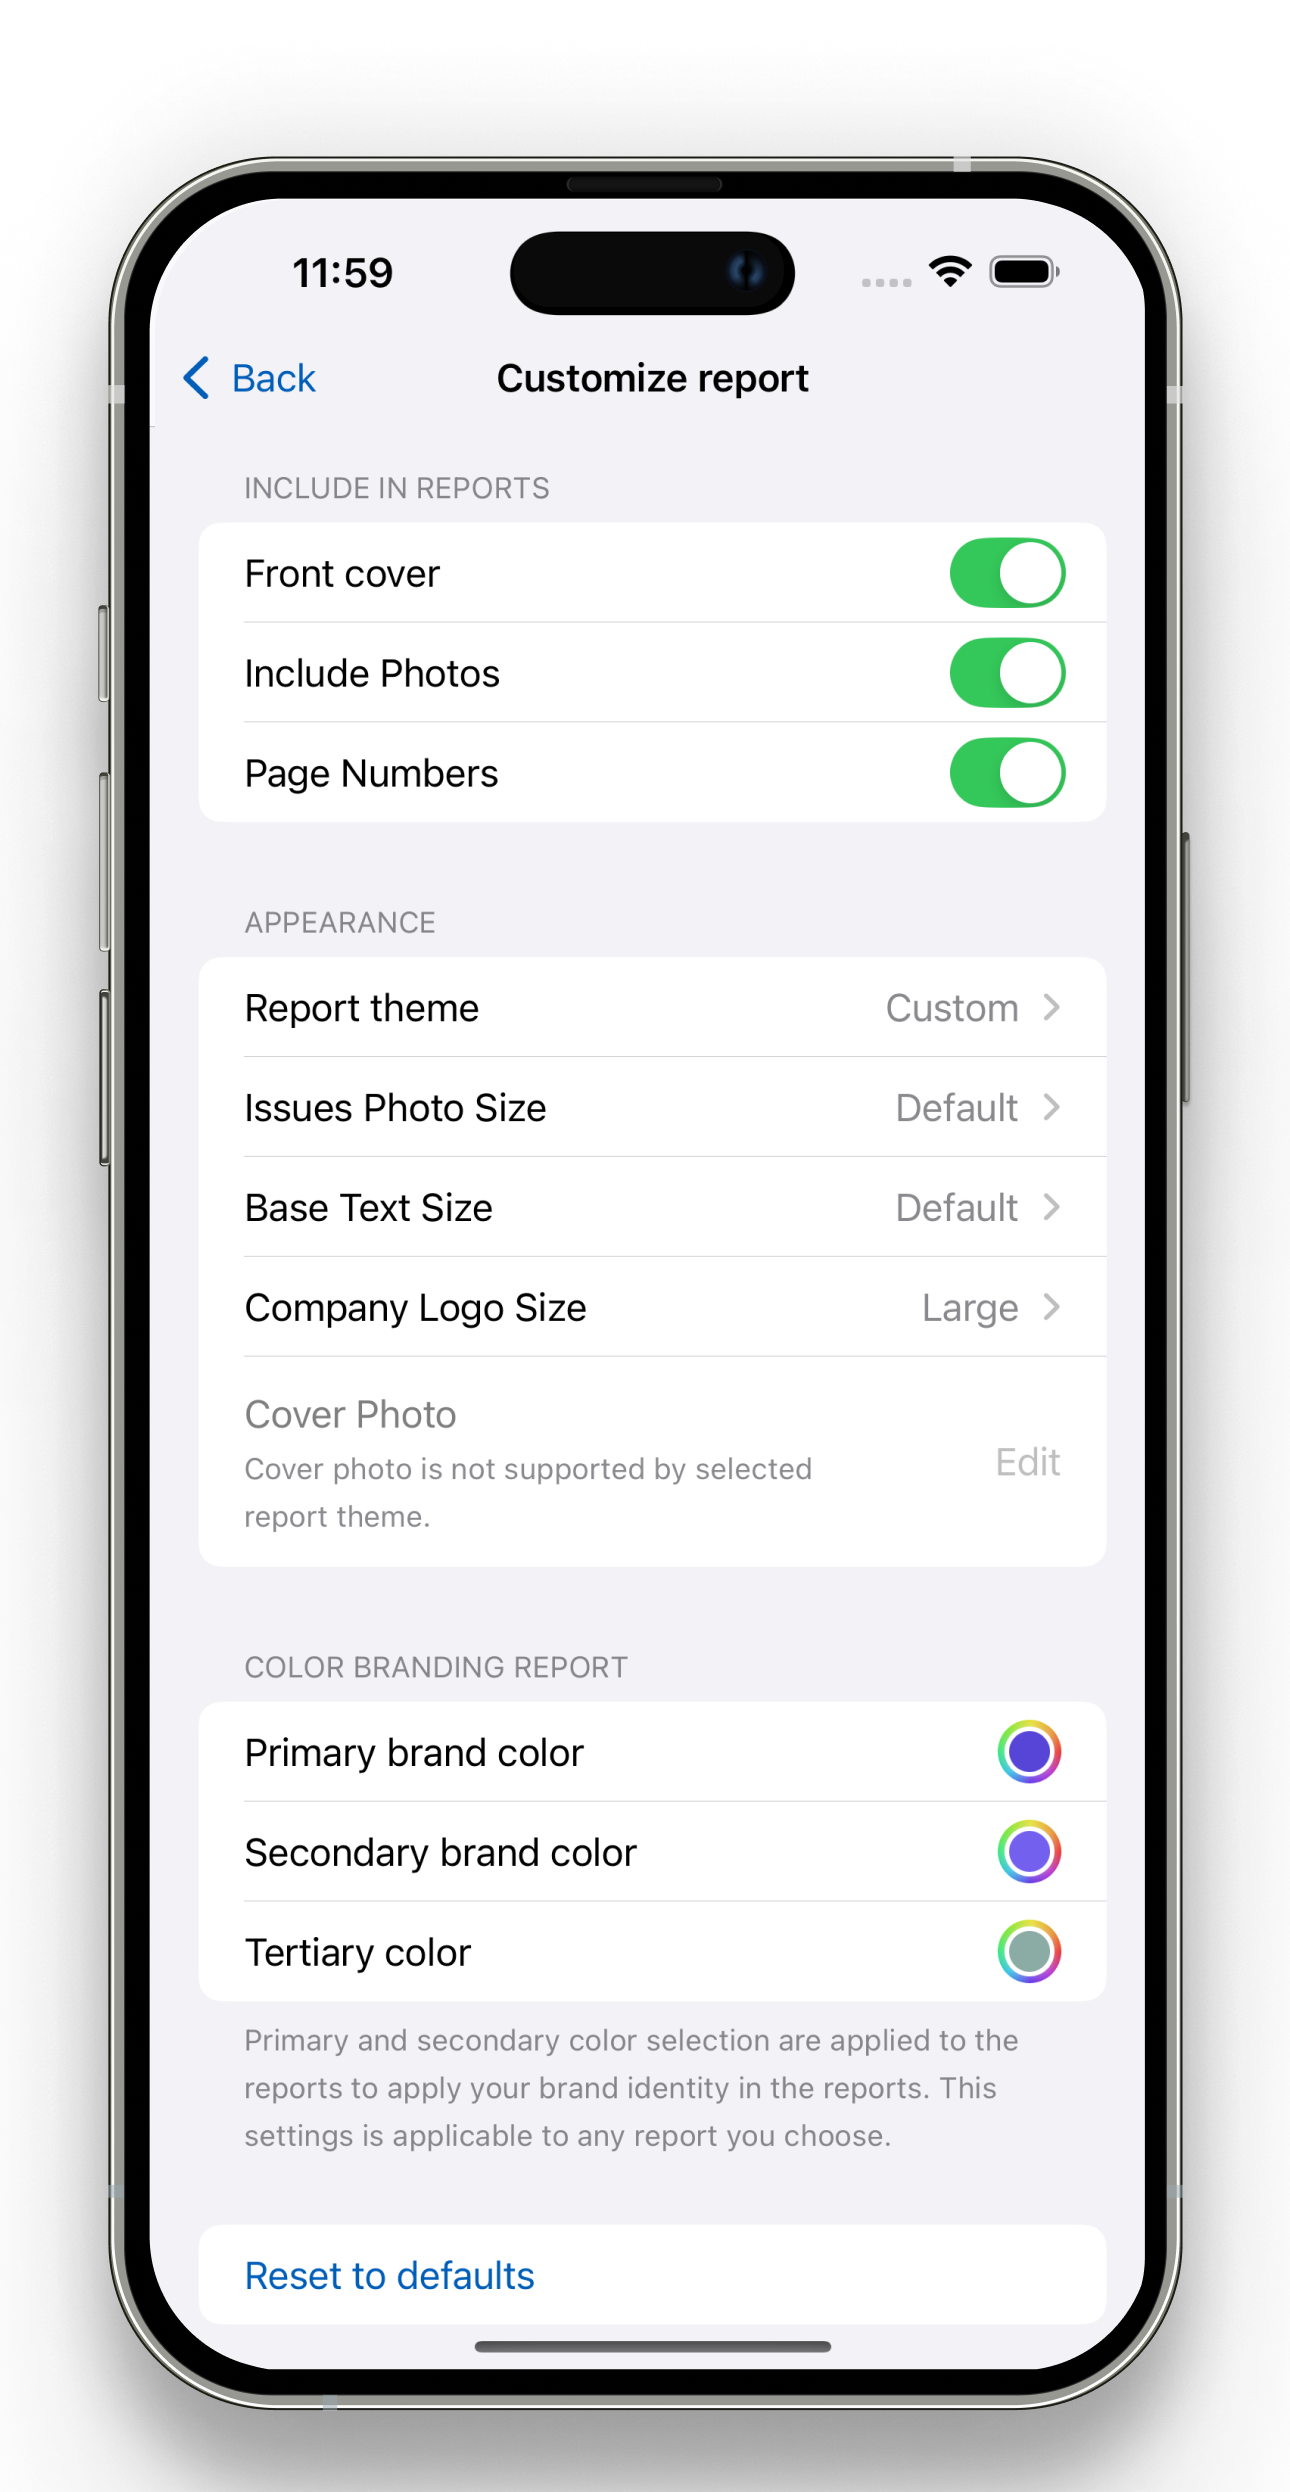 11:59
Back
Customize report
INCLUDE IN REPORTS
Front cover
Include Photos
Page Numbers
APPEARANCE
Report theme Custom
Issues Photo Size Default
Base Text Size Default
Company Logo Size Large
Cover Photo
Cover photo is not supported by selected
report theme.
Edit
COLOR BRANDING REPORT
Primary brand color
Secondary brand color
Tertiary color
Primary and secondary color selection are applied to the
reports to apply your brand identity in the reports. This
settings is applicable to any report you choose.
Reset to defaults